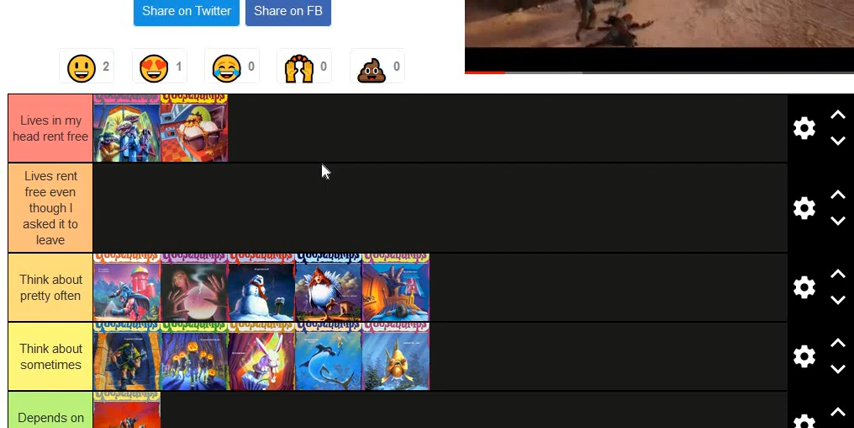 Share on Twitter
Share on FB
2
1
0
0
0
Lives in my
head rent free
Lives rent
free even
though I
asked it to
leave
Think about
pretty often
Think about
sometimes
Depends on